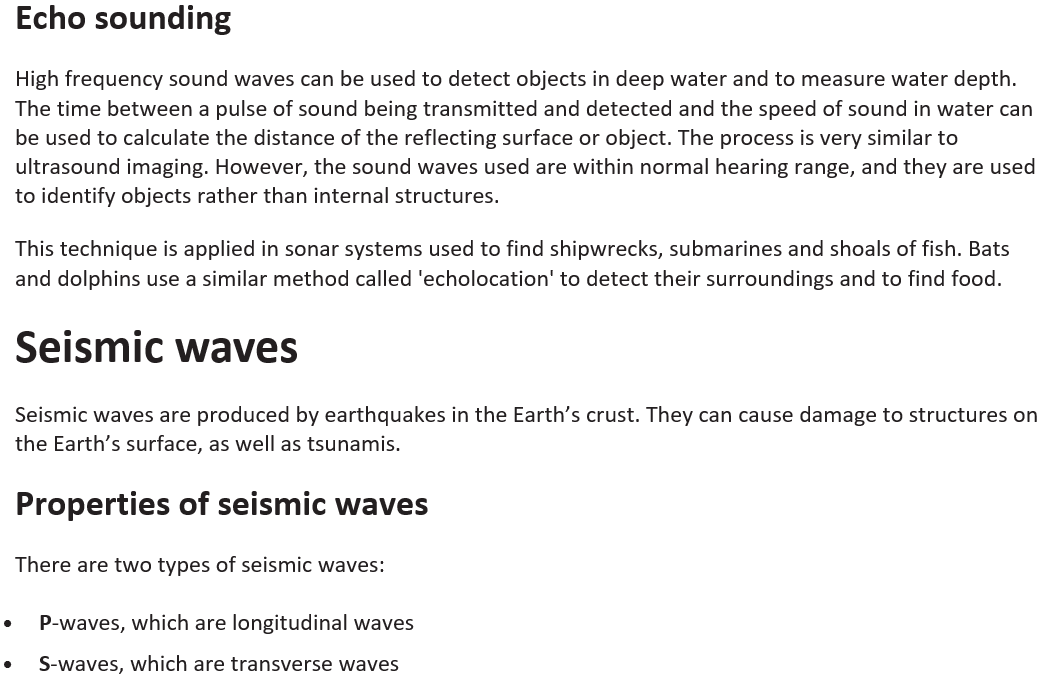 Echo sounding
High frequency sound waves can be used to detect objects in deep water and to measure water depth.
The time between a pulse of sound being transmitted and detected and the speed of sound in water can
be used to calculate the distance of the reflecting surface or object. The process is very similar to
ultrasound imaging. However, the sound waves used are within normal hearing range, and they are used
to identify objects rather than internal structures.
This technique is applied in sonar systems used to find shipwrecks, submarines and shoals of fish. Bats
and dolphins use a similar method called 'echolocation' to detect their surroundings and to find food.
Seismic waves
Seismic waves are produced by earthquakes in the Earth’s crust. They can cause damage to structures on
the Earth’s surface, as well as tsunamis.
Properties of seismic waves
There are two types of seismic waves:
• P-waves, which are longitudinal waves
• S-waves, which are transverse waves